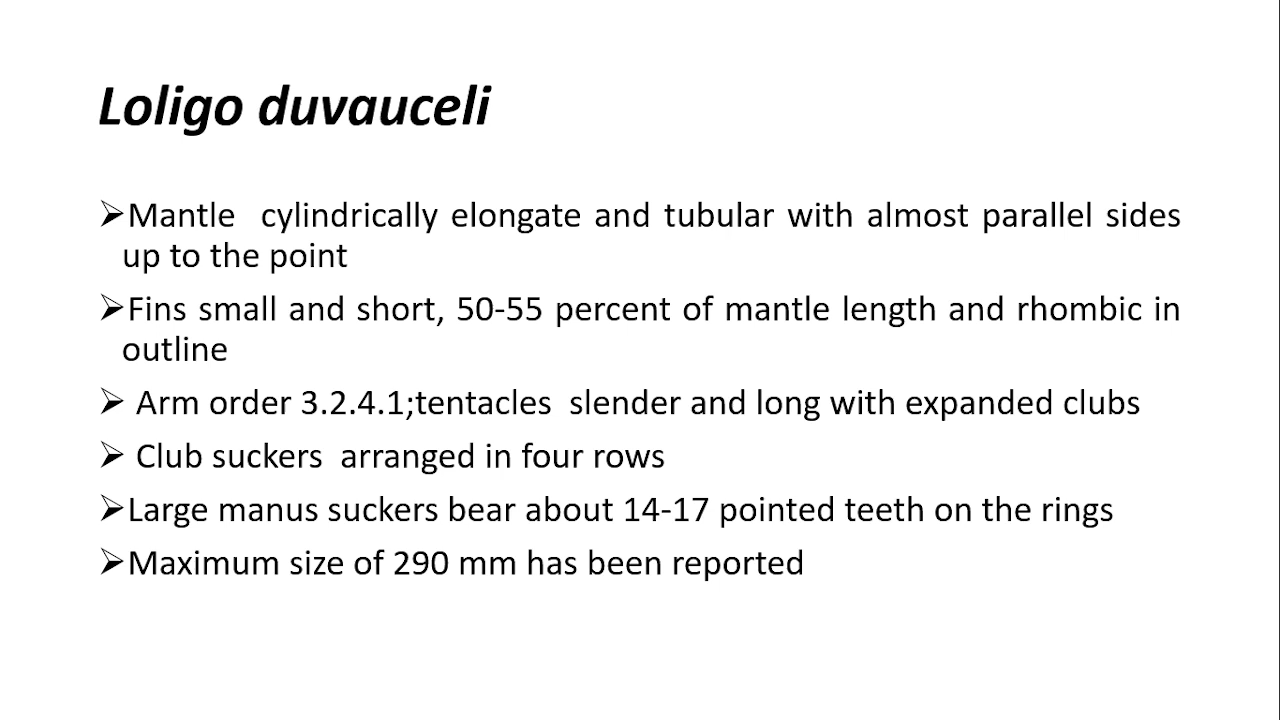 Loligo duvauceli
➢Mantle  cylindrically elongate and tubular with almost parallel sides
up to the point
➢Fins small and short, 50-55 percent of mantle length and rhombic in
outline
➢ Arm order 3.2.4.1;tentacles  slender and long with expanded clubs
➢ Club suckers  arranged in four rows
➢Large manus suckers bear about 14-17 pointed teeth on the rings
➢Maximum size of 290 mm has been reported